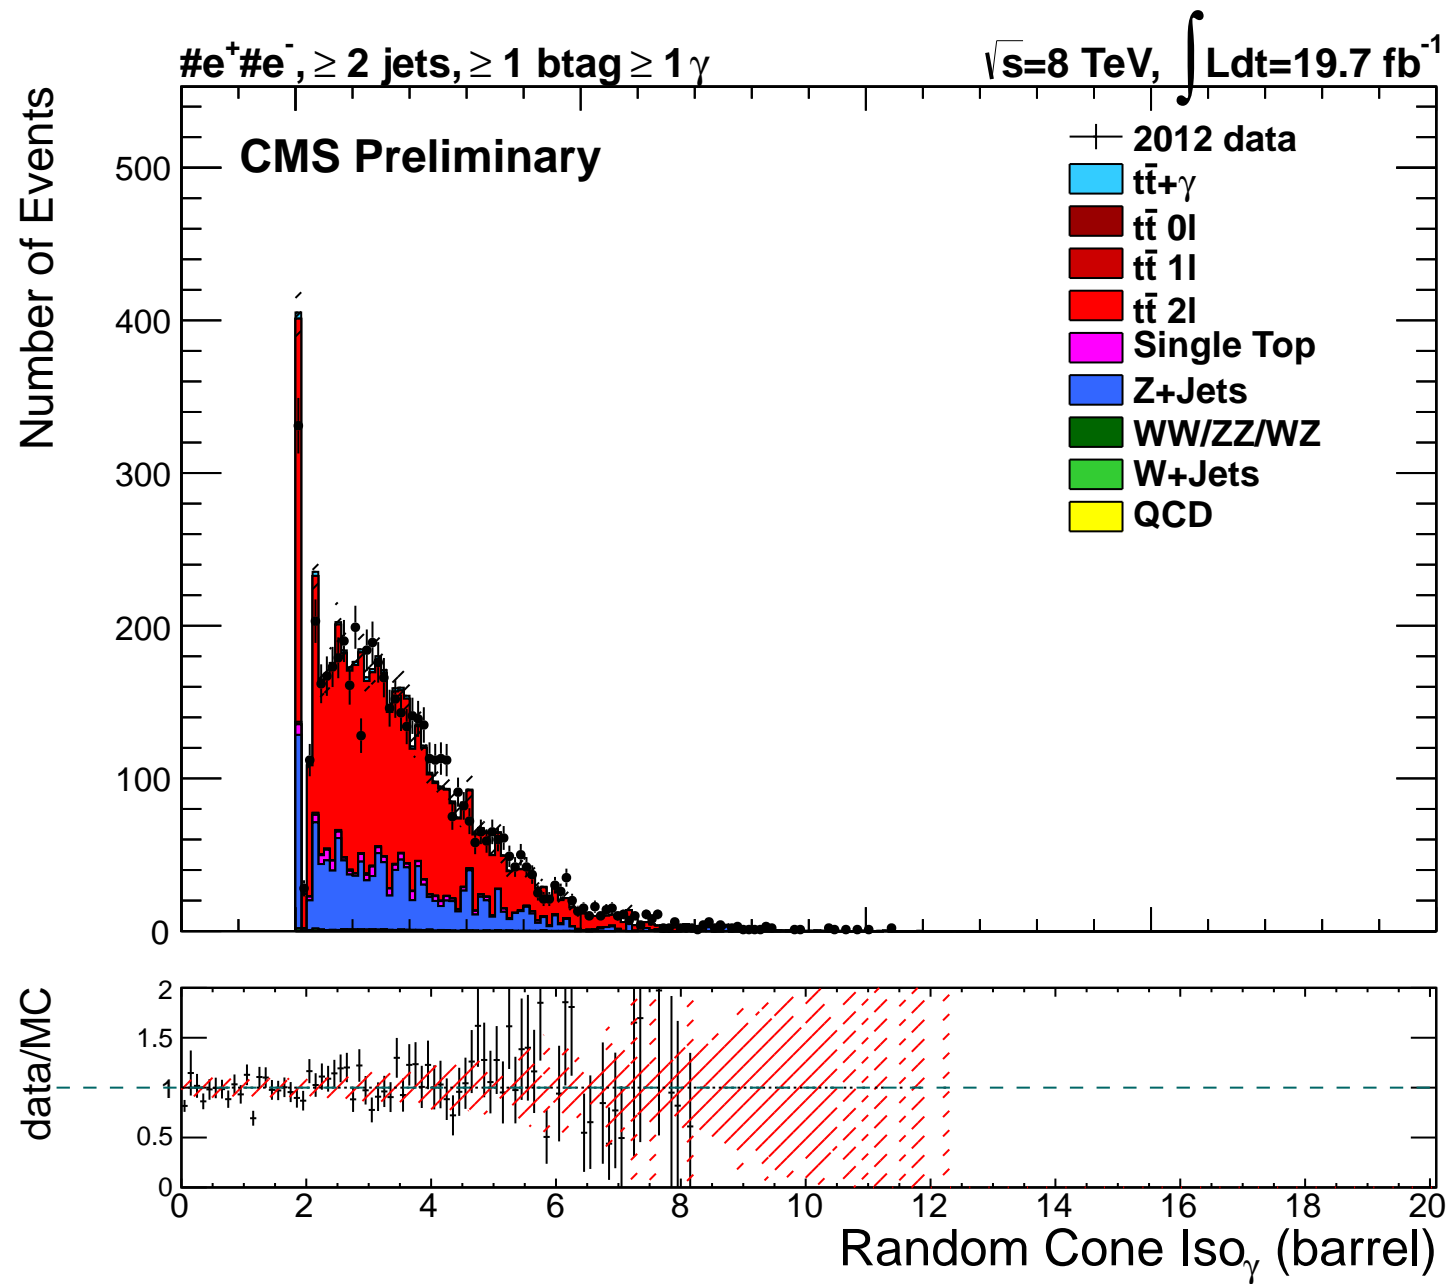 #e⁺#e⁻, ≥ 2 jets, ≥ 1 btag ≥ 1γ
√s=8 TeV, ∫ Ldt=19.7 fb⁻¹
Number of Events
CMS Preliminary
2012 data
tt̄+γ
tt̄ 0l
tt̄ 1l
tt̄ 2l
Single Top
Z+Jets
WW/ZZ/WZ
W+Jets
QCD
500
400
300
200
100
0
data/MC
2
1.5
1
0.5
0
0 2 4 6 8 10 12 14 16 18 20
Random Cone Iso_γ (barrel)